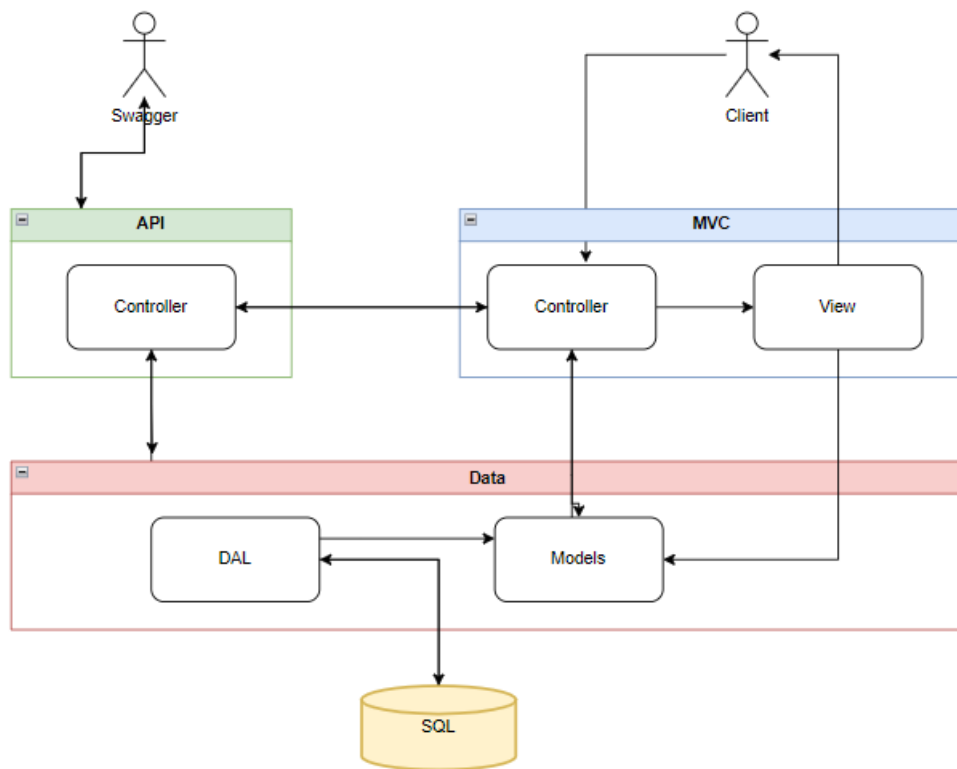 Swagger
Client
API
MVC
Controller
Controller
View
Data
DAL
Models
SQL